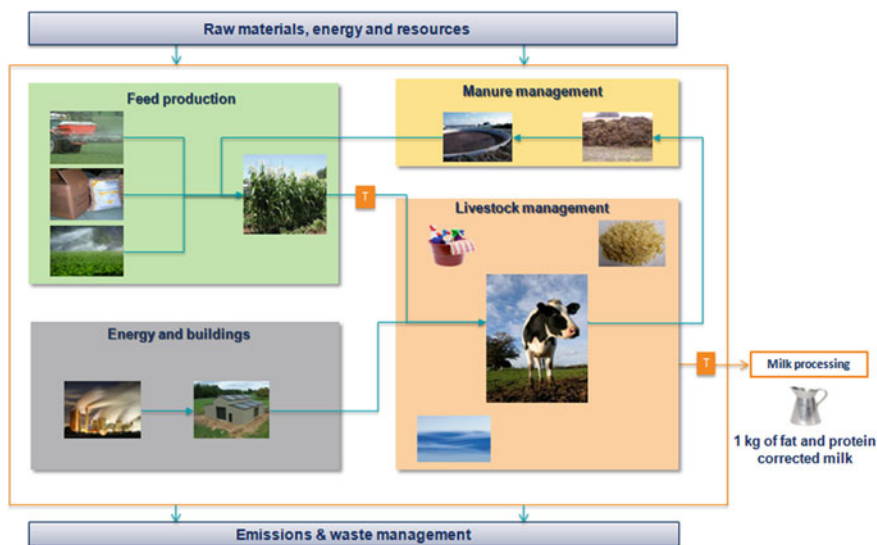 Raw materials, energy and resources
Feed production
Manure management
T
Livestock management
Energy and buildings
T
Milk processing
1 kg of fat and protein
corrected milk
Emissions & waste management